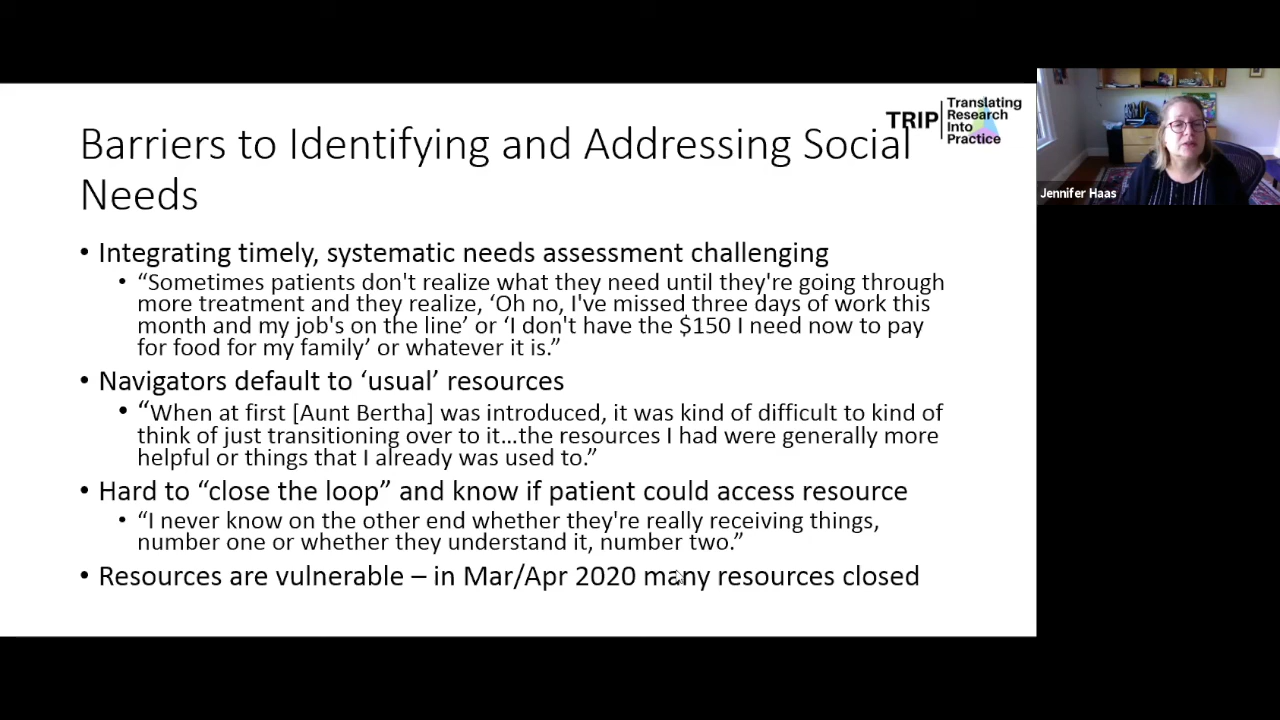 TRIP
Translating
Research
Into
Practice
Barriers to Identifying and Addressing Social
Needs
• Integrating timely, systematic needs assessment challenging
• “Sometimes patients don't realize what they need until they're going through
more treatment and they realize, ‘Oh no, I've missed three days of work this
month and my job's on the line’ or ‘I don't have the $150 I need now to pay
for food for my family’ or whatever it is.”
• Navigators default to ‘usual’ resources
• “When at first [Aunt Bertha] was introduced, it was kind of difficult to kind of
think of just transitioning over to it…the resources I had were generally more
helpful or things that I already was used to.”
• Hard to “close the loop” and know if patient could access resource
• “I never know on the other end whether they're really receiving things,
number one or whether they understand it, number two.”
• Resources are vulnerable – in Mar/Apr 2020 many resources closed
Jennifer Haas